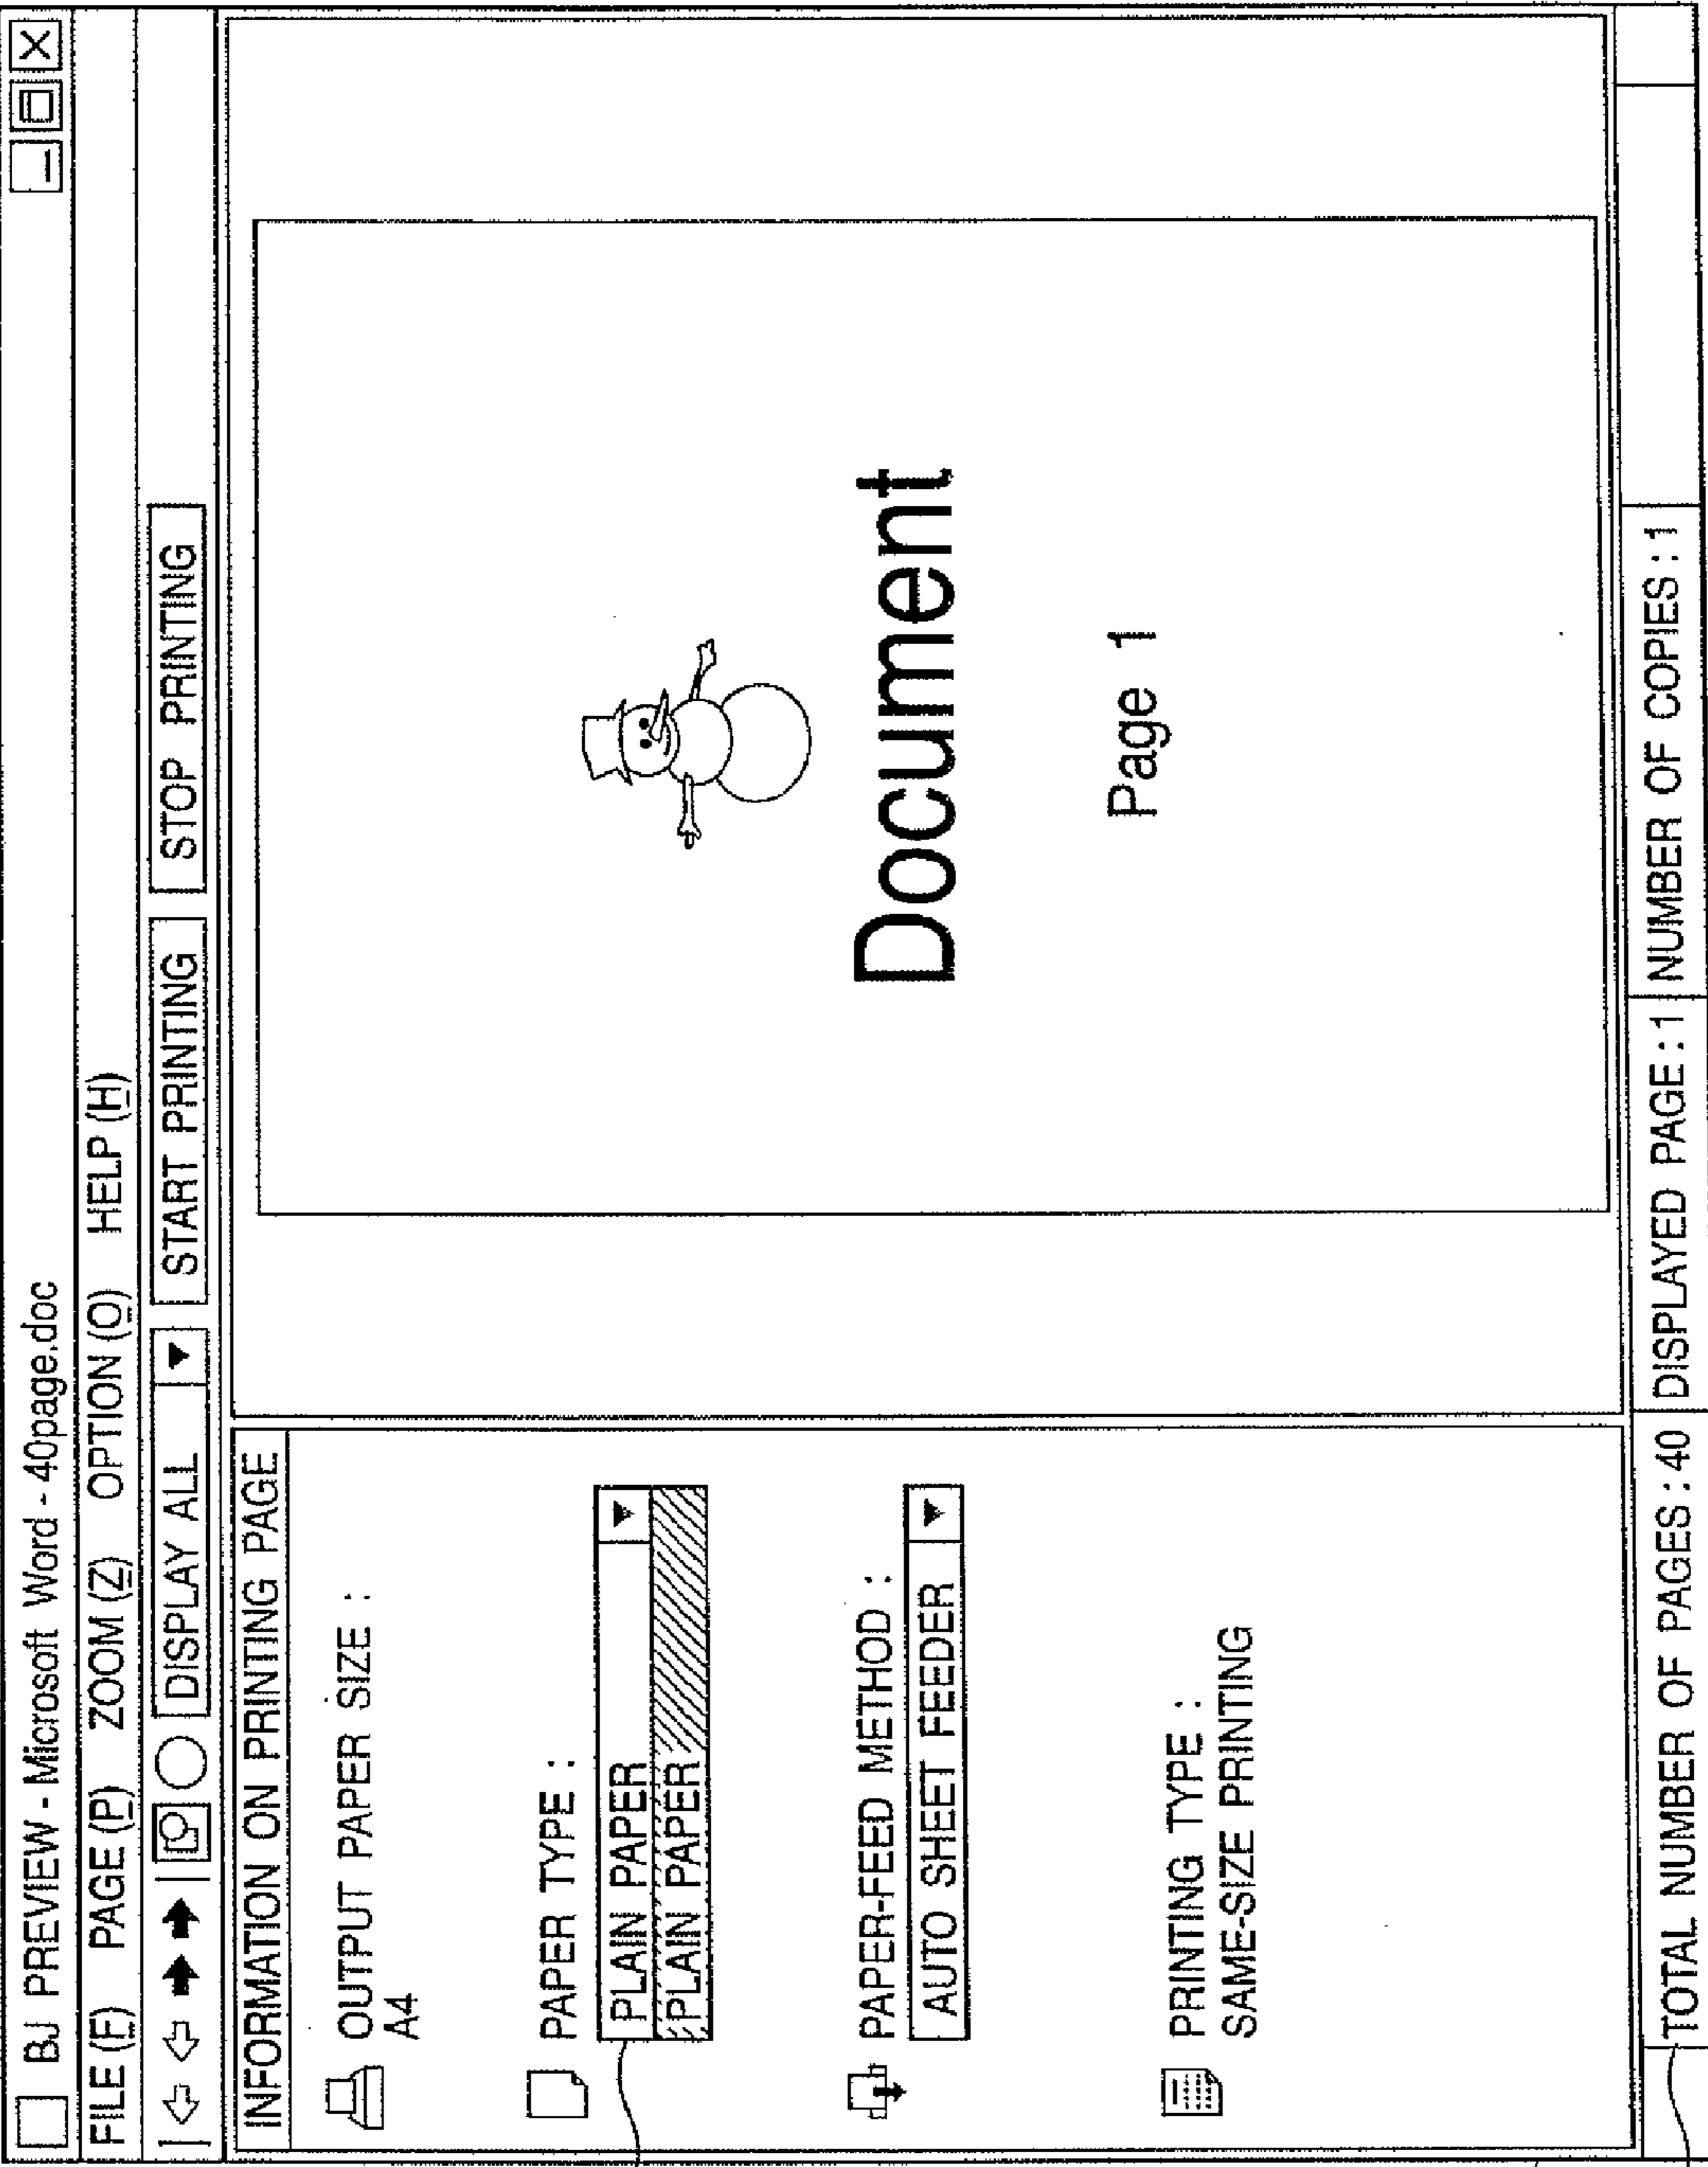 BJ PREVIEW - Microsoft Word - 40page.doc
FILE (F) PAGE (P) ZOOM (Z) OPTION (O) HELP (H)
DISPLAY ALL START PRINTING STOP PRINTING
INFORMATION ON PRINTING PAGE
OUTPUT PAPER SIZE :
A4
PAPER TYPE :
PLAIN PAPER
PLAIN PAPER
PAPER-FEED METHOD :
AUTO SHEET FEEDER
PRINTING TYPE :
SAME-SIZE PRINTING
Document
Page 1
TOTAL NUMBER OF PAGES : 40 DISPLAYED PAGE : 1 NUMBER OF COPIES : 1